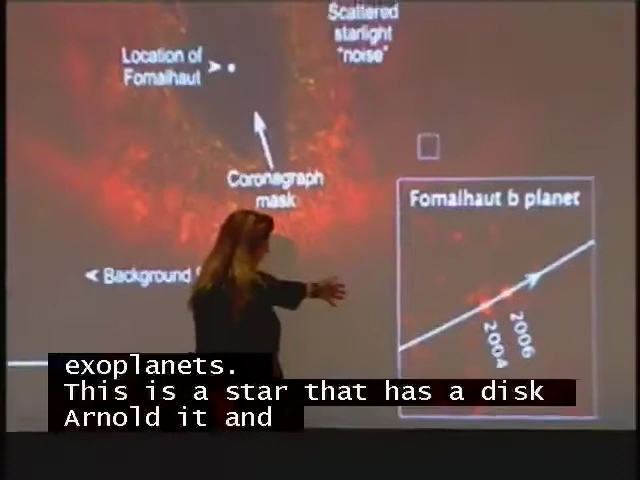 Scattered
starlight
"noise"
Location of
Fomalhaut
Coronagraph
mask
Fomalhaut b planet
Background
2006
2004
exoplanets.
This is a star that has a disk
Arnold it and